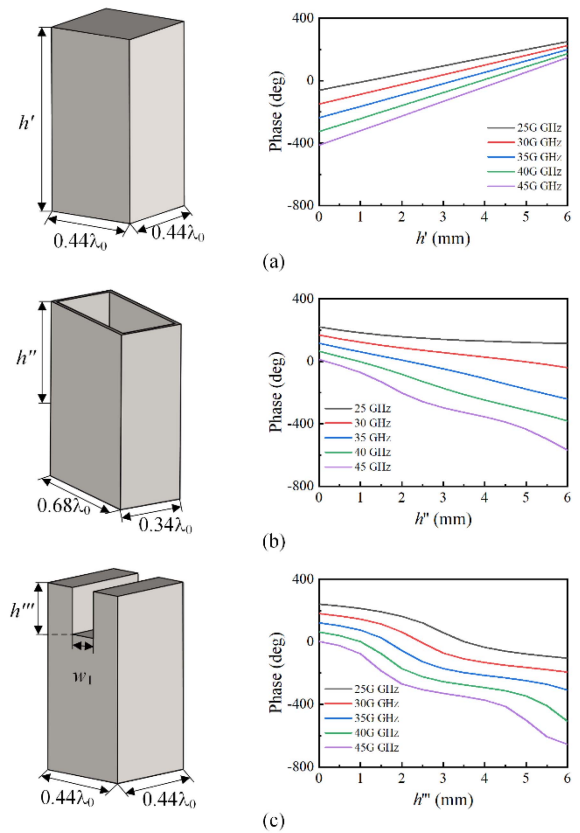 h'
0.44λ0
0.44λ0
400
0
-400
-800
Phase (deg)
25G GHz
30G GHz
35G GHz
40G GHz
45G GHz
0 1 2 3 4 5 6
h' (mm)
(a)
h''
0.68λ0
0.34λ0
400
0
-400
-800
Phase (deg)
25 GHz
30 GHz
35 GHz
40 GHz
45 GHz
0 1 2 3 4 5 6
h'' (mm)
(b)
h'''
w1
0.44λ0
0.44λ0
400
0
-400
-800
Phase (deg)
25G GHz
30G GHz
35G GHz
40G GHz
45G GHz
0 1 2 3 4 5 6
h''' (mm)
(c)